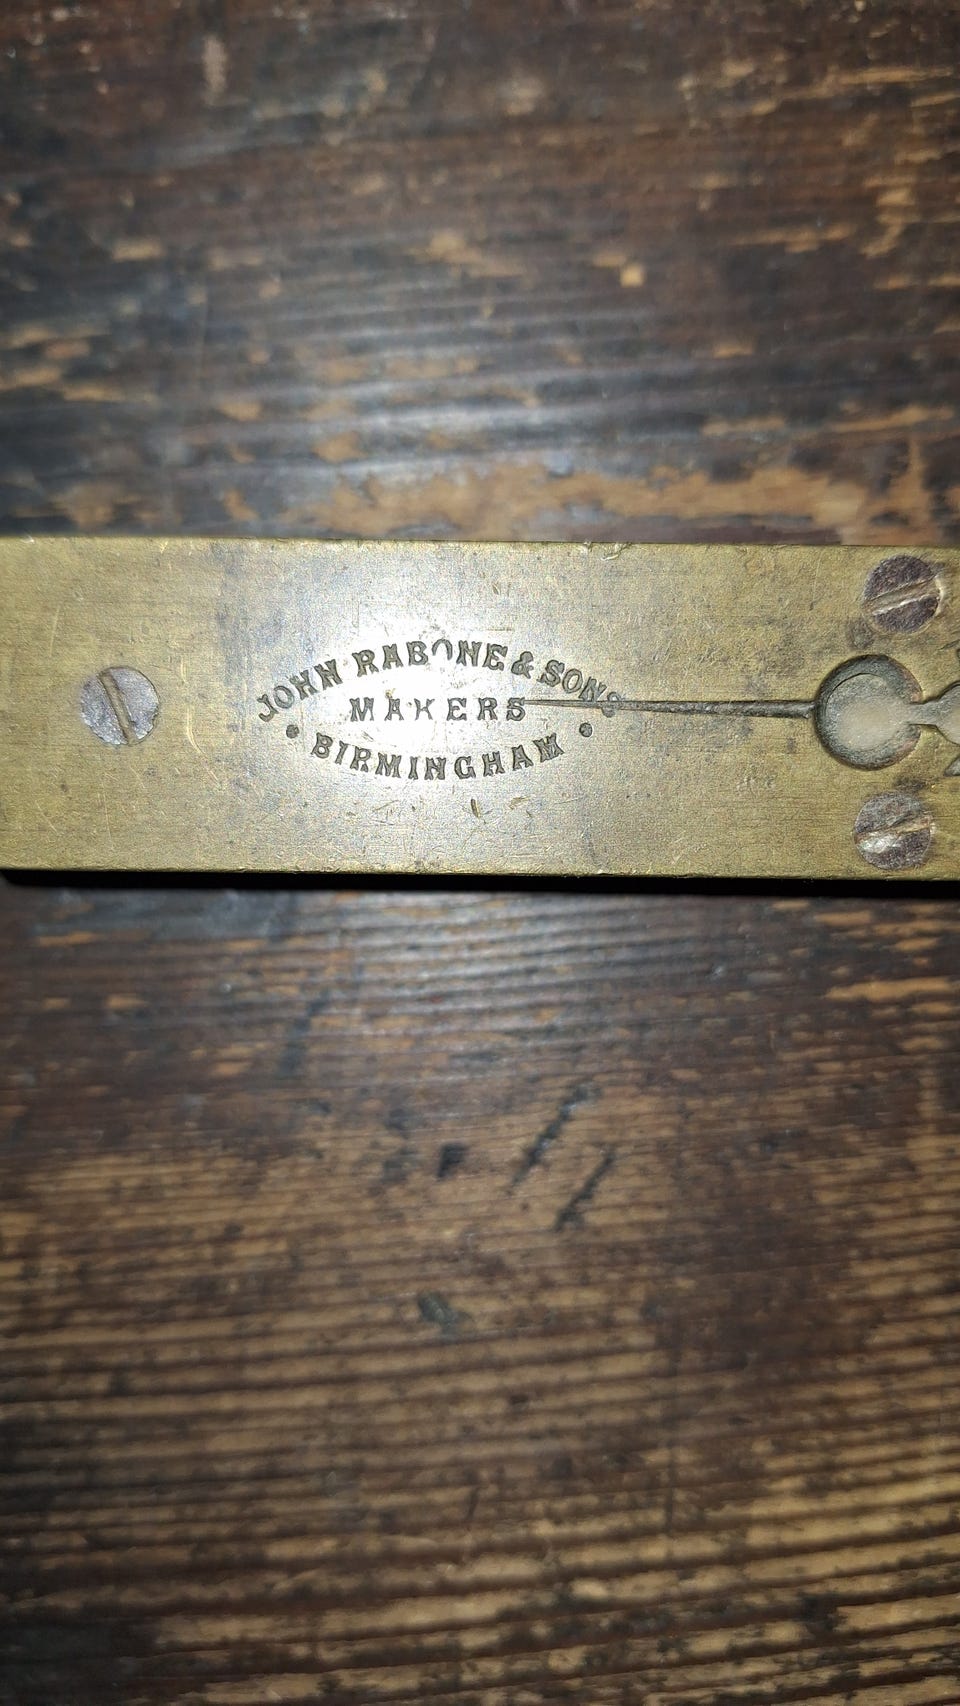 JOHN RABONE & SONS
MAKERS
• BIRMINGHAM •